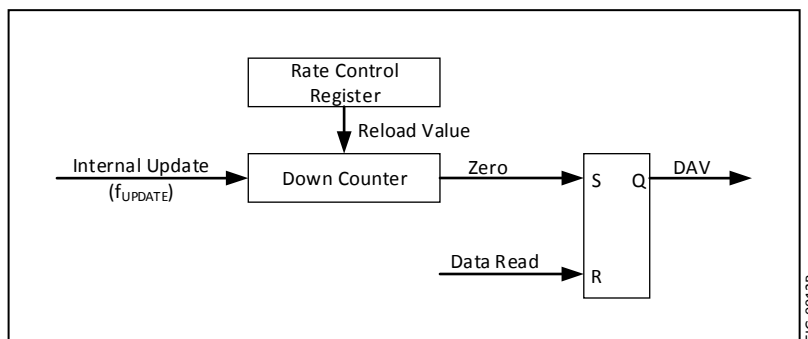 Rate Control
Register
Reload Value
Internal Update
(fUPDATE)
Down Counter
Zero
S
Q
DAV
Data Read
R